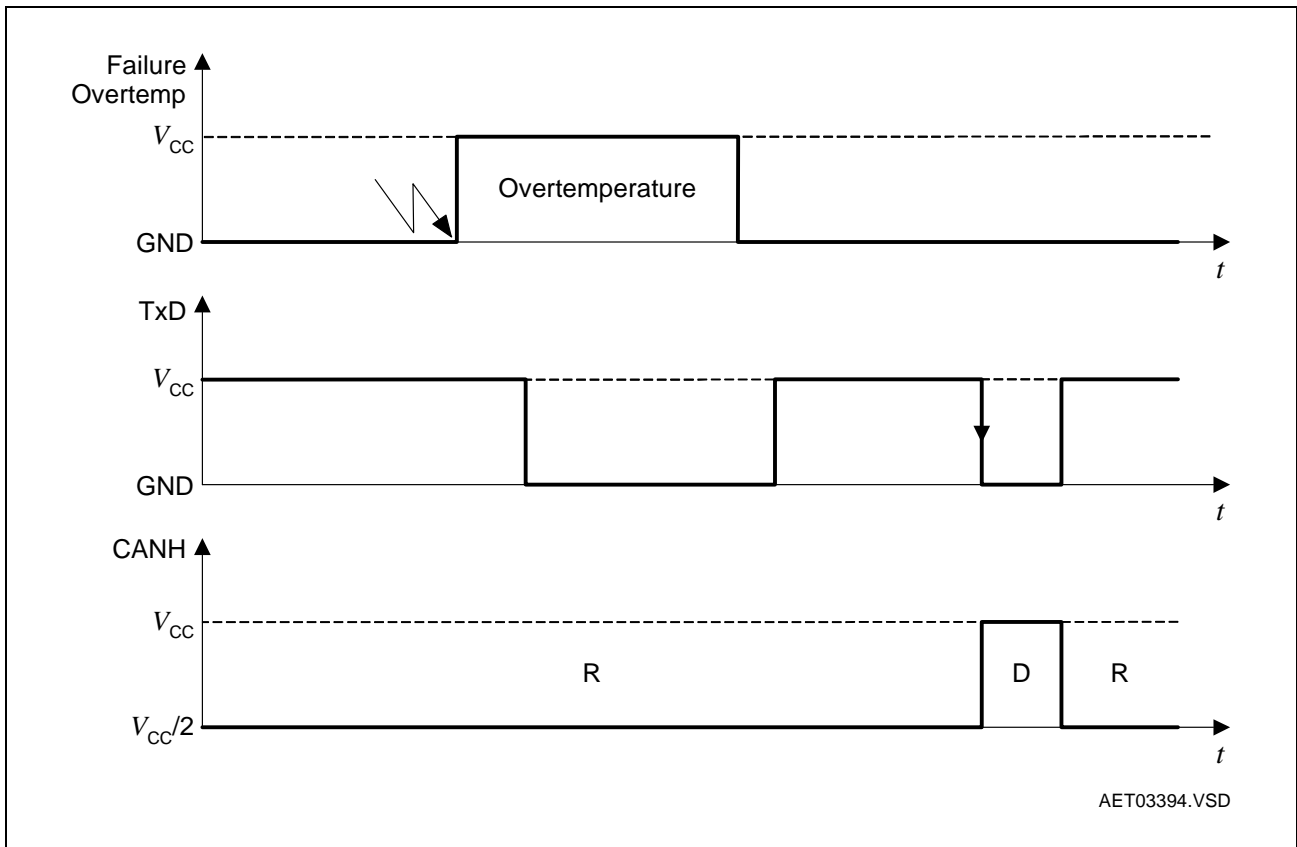 Failure
Overtemp
VCC
Overtemperature
GND
t
TxD
VCC
GND
t
CANH
VCC
R
D
R
VCC/2
t
AET03394.VSD